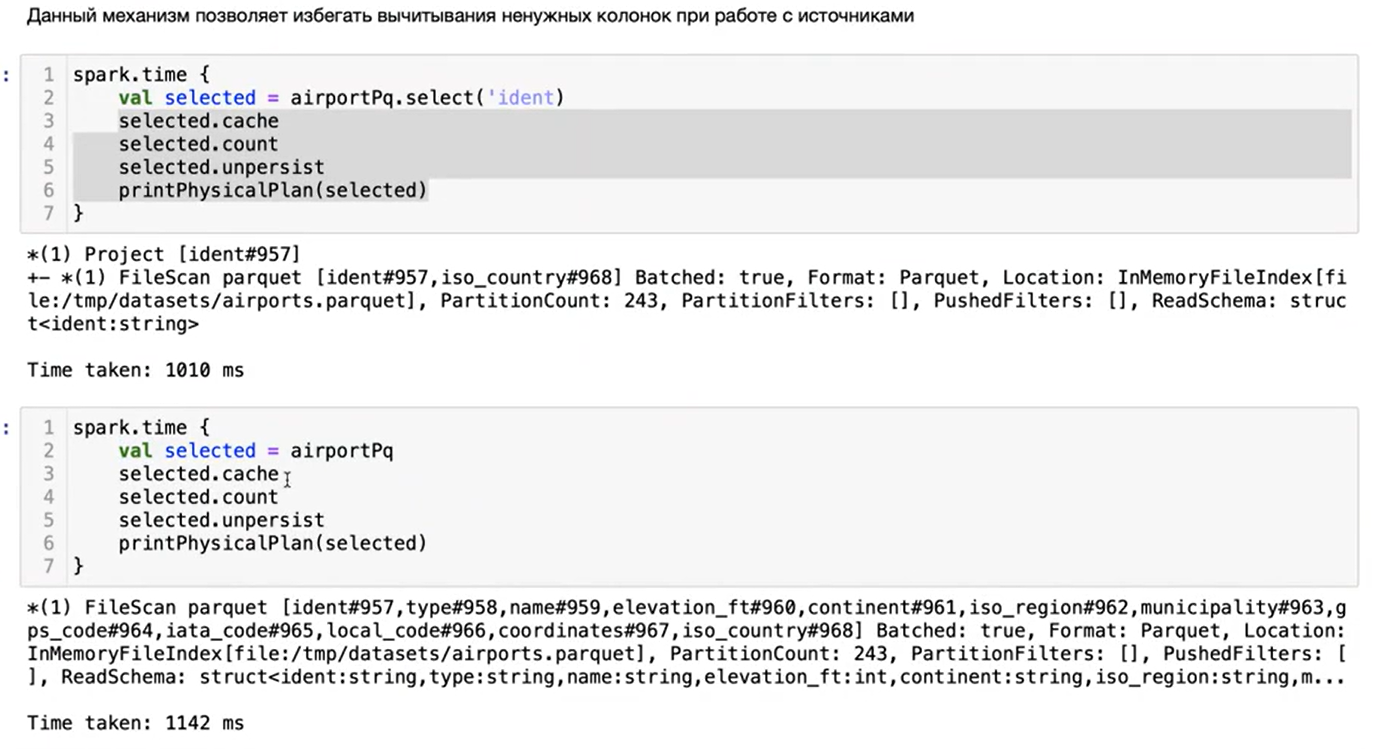 Данный механизм позволяет избегать вычитывания ненужных колонок при работе с источниками
: 1 spark.time {
2     val selected = airportPq.select('ident)
3     selected.cache
4     selected.count
5     selected.unpersist
6     printPhysicalPlan(selected)
7 }
*(1) Project [ident#957]
+- *(1) FileScan parquet [ident#957,iso_country#968] Batched: true, Format: Parquet, Location: InMemoryFileIndex[fi
le:/tmp/datasets/airports.parquet], PartitionCount: 243, PartitionFilters: [], PushedFilters: [], ReadSchema: struc
t<ident:string>
Time taken: 1010 ms
: 1 spark.time {
2     val selected = airportPq
3     selected.cache
4     selected.count
5     selected.unpersist
6     printPhysicalPlan(selected)
7 }
*(1) FileScan parquet [ident#957,type#958,name#959,elevation_ft#960,continent#961,iso_region#962,municipality#963,g
ps_code#964,iata_code#965,local_code#966,coordinates#967,iso_country#968] Batched: true, Format: Parquet, Location:
InMemoryFileIndex[file:/tmp/datasets/airports.parquet], PartitionCount: 243, PartitionFilters: [], PushedFilters: [
], ReadSchema: struct<ident:string,type:string,name:string,elevation_ft:int,continent:string,iso_region:string,m...
Time taken: 1142 ms